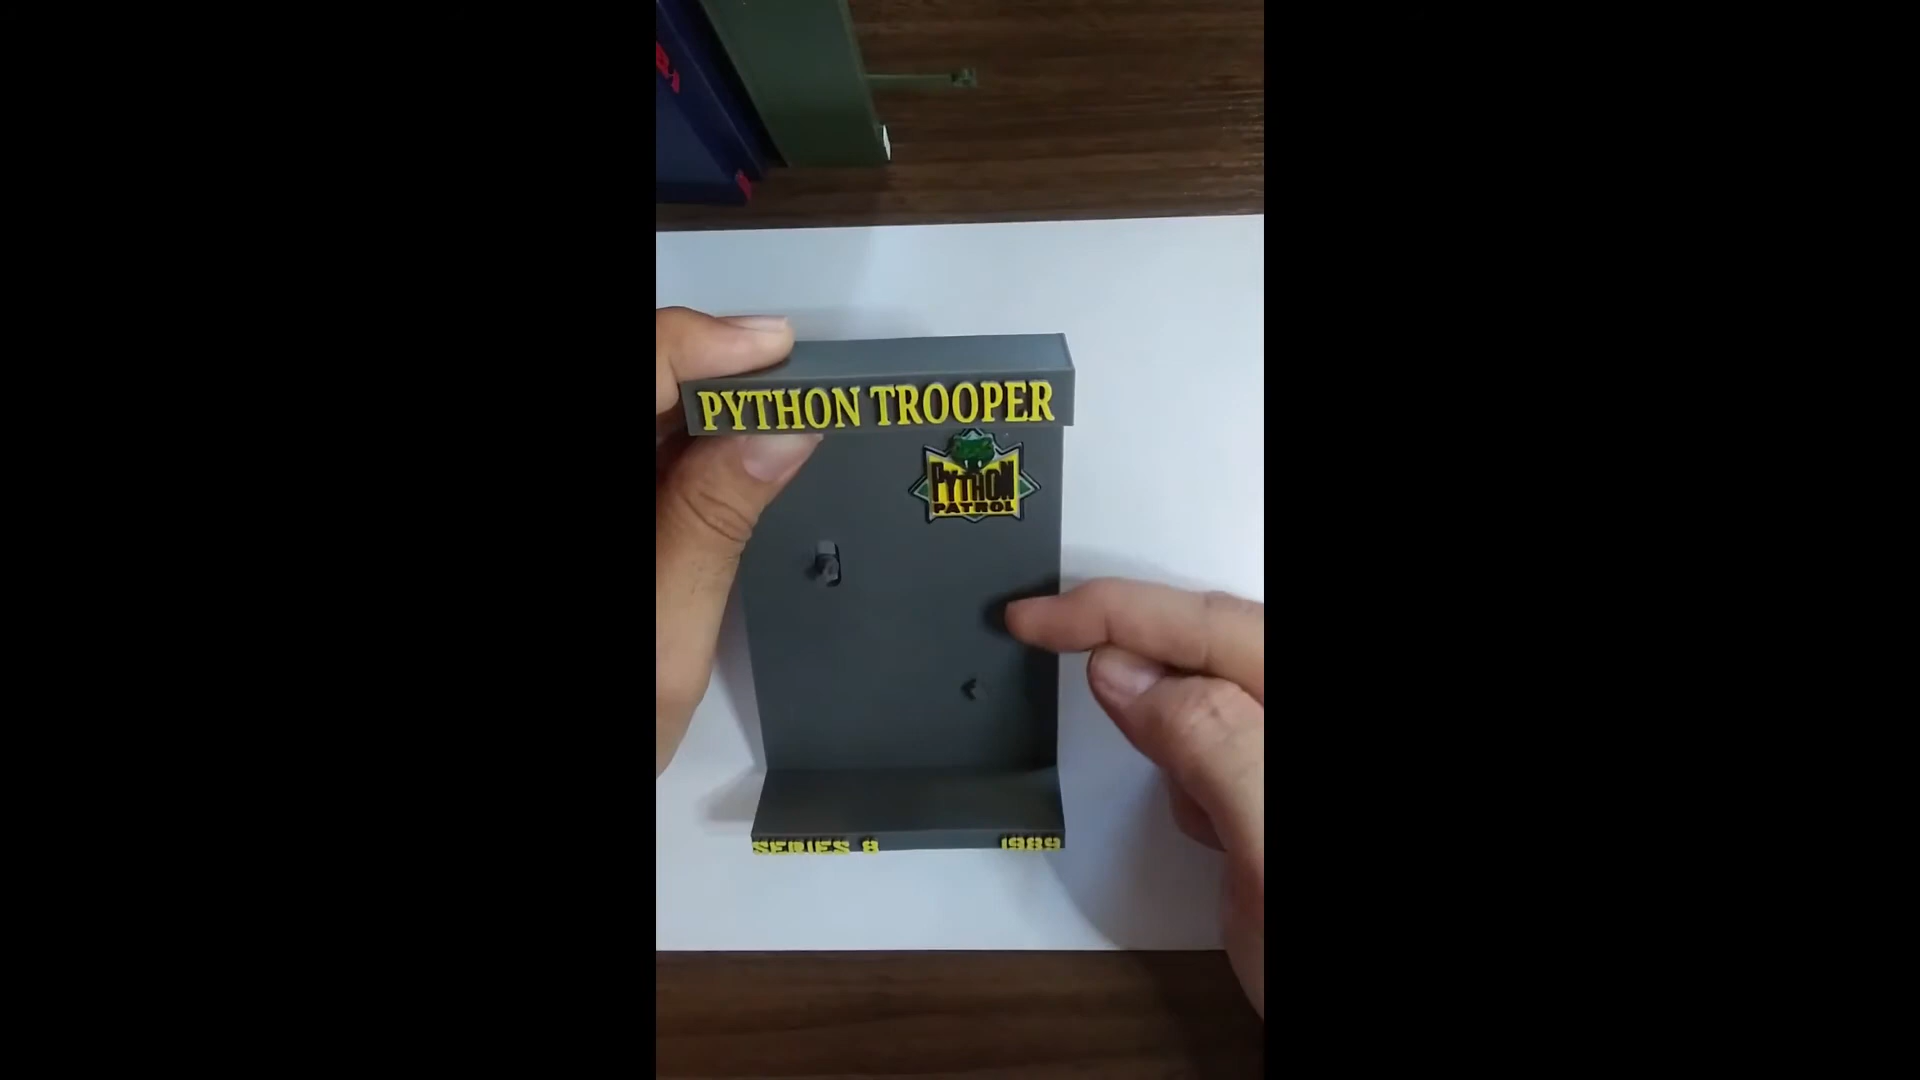 PYTHON TROOPER
PYTHON
PATROL
SERIES 8
1989